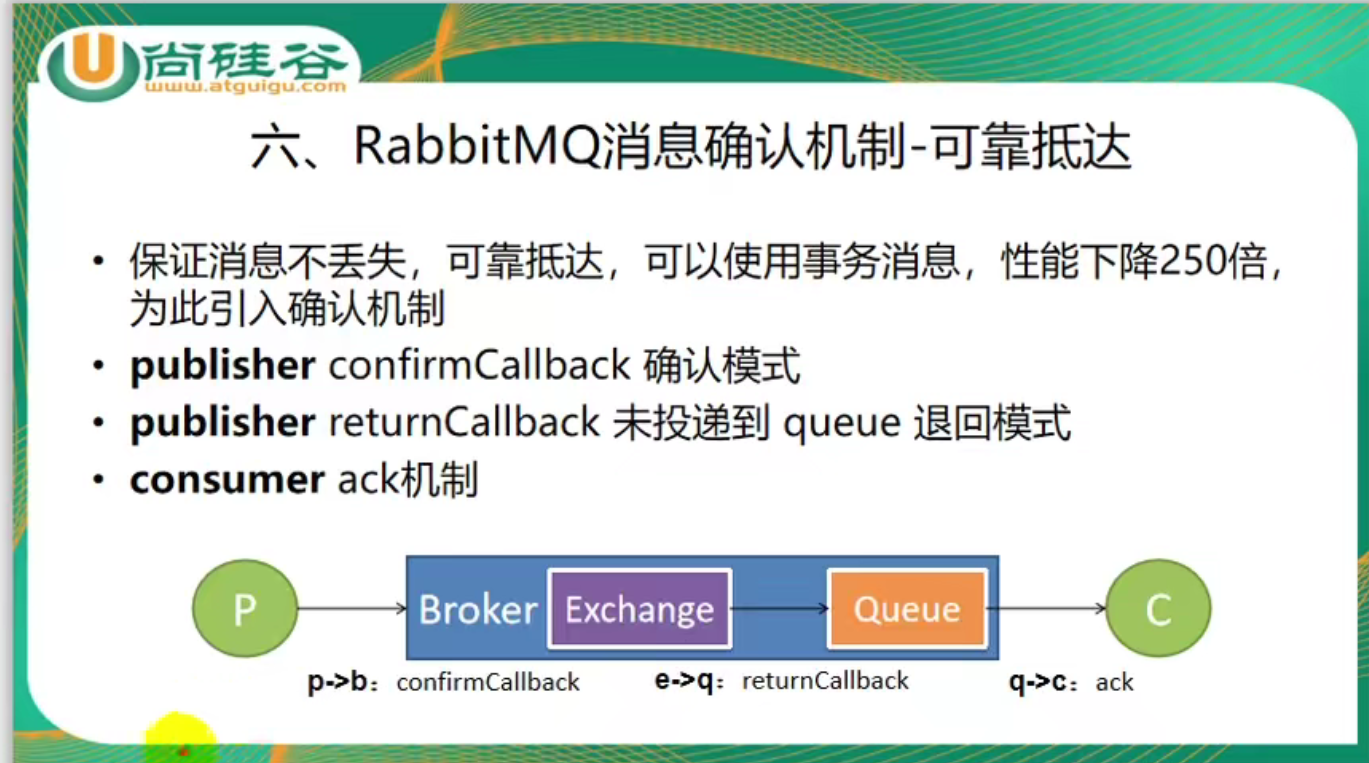 尚硅谷
www.atguigu.com
六、RabbitMQ消息确认机制-可靠抵达
• 保证消息不丢失，可靠抵达，可以使用事务消息，性能下降250倍，
为此引入确认机制
• publisher confirmCallback 确认模式
• publisher returnCallback 未投递到 queue 退回模式
• consumer ack机制
P
Broker
Exchange
Queue
C
p->b：confirmCallback
e->q：returnCallback
q->c：ack